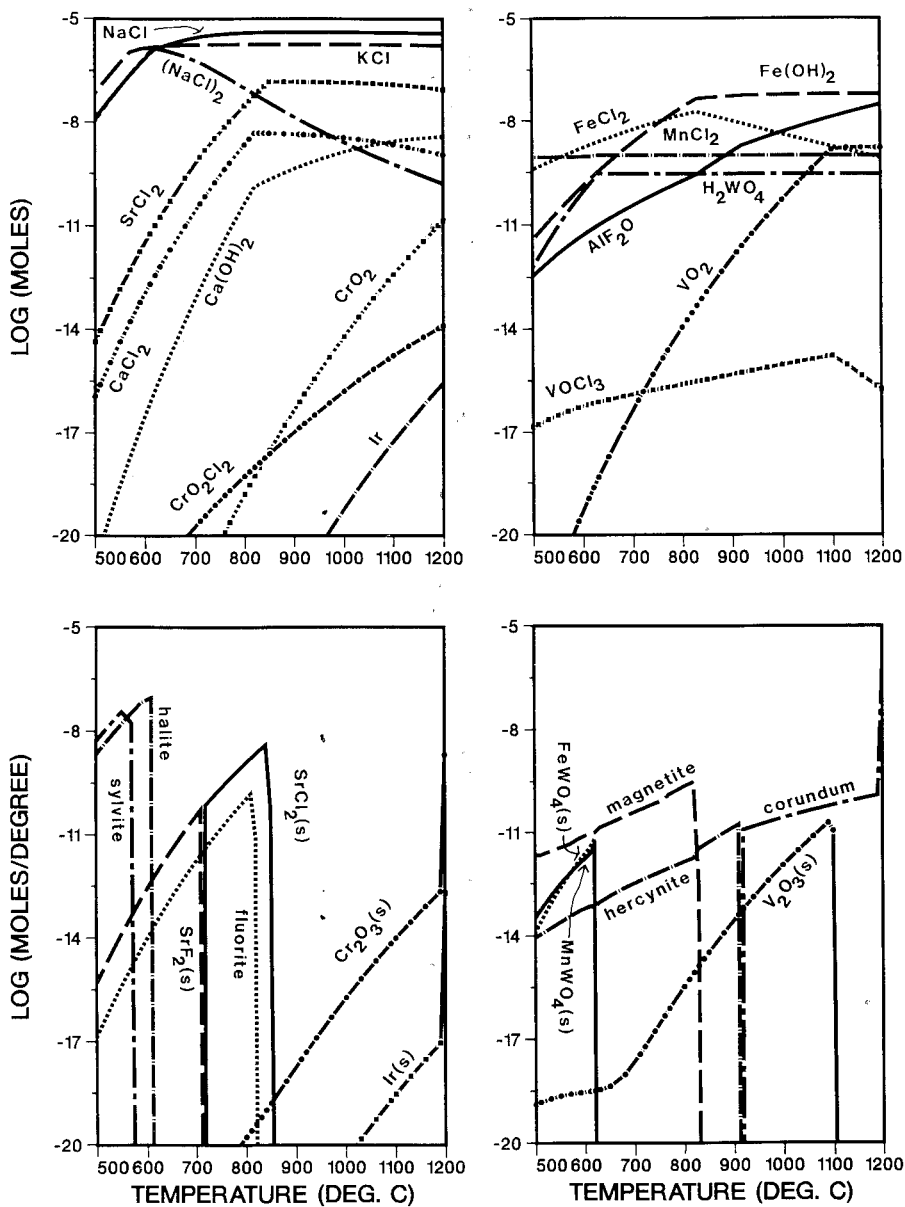 -5
-8
-11
-14
-17
-20
LOG (MOLES)
NaCl
KCl
(NaCl)2
SrCl2
CaCl2
Ca(OH)2
CrO2
CrO2Cl2
Ir
500 600 700 800 900 1000 1100 1200
-5
-8
-11
-14
-17
-20
Fe(OH)2
FeCl2
MnCl2
H2WO4
AlF2O
VO2
VOCl3
500 600 700 800 900 1000 1100 1200
-5
-8
-11
-14
-17
-20
LOG (MOLES/DEGREE)
sylvite
halite
SrF2(s)
fluorite
SrCl2(s)
Cr2O3(s)
Ir(s)
500 600 700 800 900 1000 1100 1200
TEMPERATURE (DEG. C)
-5
-8
-11
-14
-17
-20
FeWO4(s)
magnetite
corundum
hercynite
MnWO4(s)
V2O3(s)
500 600 700 800 900 1000 1100 1200
TEMPERATURE (DEG. C)